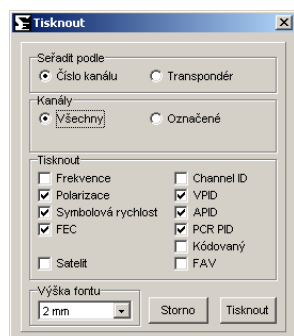 Tisknout
Seřadit podle
Číslo kanálu Transpondér
Kanály
Všechny Označené
Tisknout
Frekvence Channel ID
Polarizace VPID
Symbolová rychlost APID
FEC PCR PID
Kódovaný
Satelit FAV
Výška fontu
2 mm Storno Tisknout